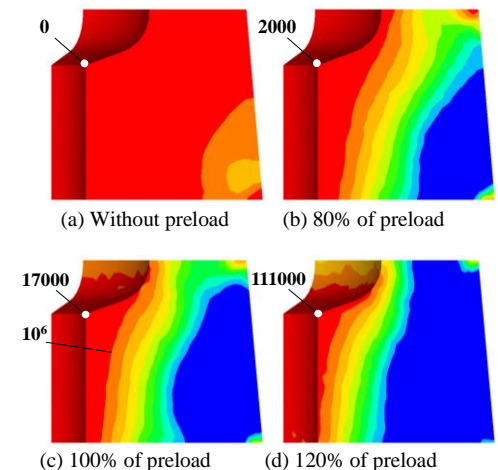 0
2000
(a) Without preload
(b) 80% of preload
17000
111000
10⁶
(c) 100% of preload
(d) 120% of preload